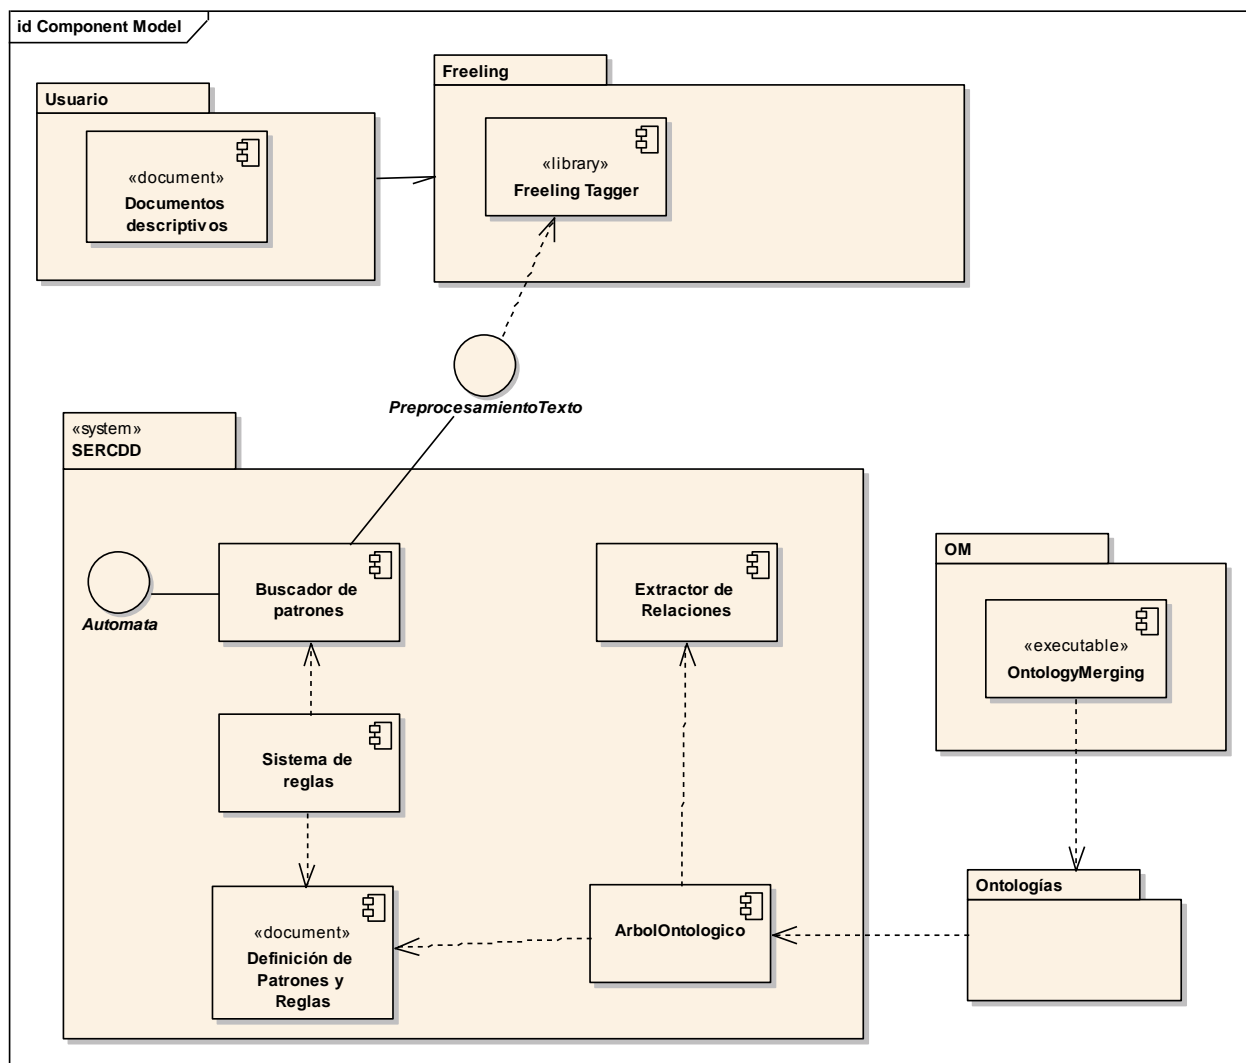 id Component Model
Usuario
«document»
Documentos
descriptivos
Freeling
«library»
Freeling Tagger
PreprocesamientoTexto
«system»
SERCDD
Automata
Buscador de
patrones
Extractor de
Relaciones
Sistema de
reglas
«document»
Definición de
Patrones y
Reglas
ArbolOntologico
OM
«executable»
OntologyMerging
Ontologías